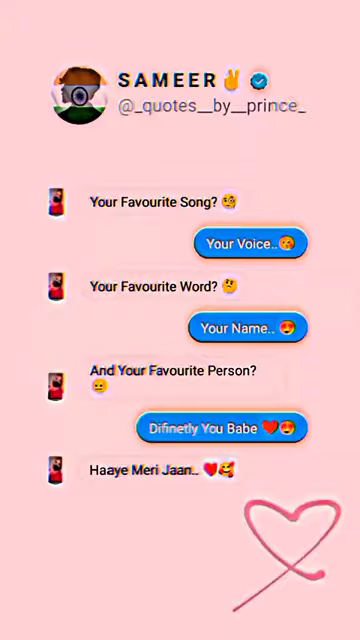 SAMEER✌️
@_quotes__by__prince_
Your Favourite Song? 🧐
Your Voice..😘
Your Favourite Word? 🤔
Your Name.. 😍
And Your Favourite Person?
😐
Difinetly You Babe ❤️😍
Haaye Meri Jaan.. ❤️🥰